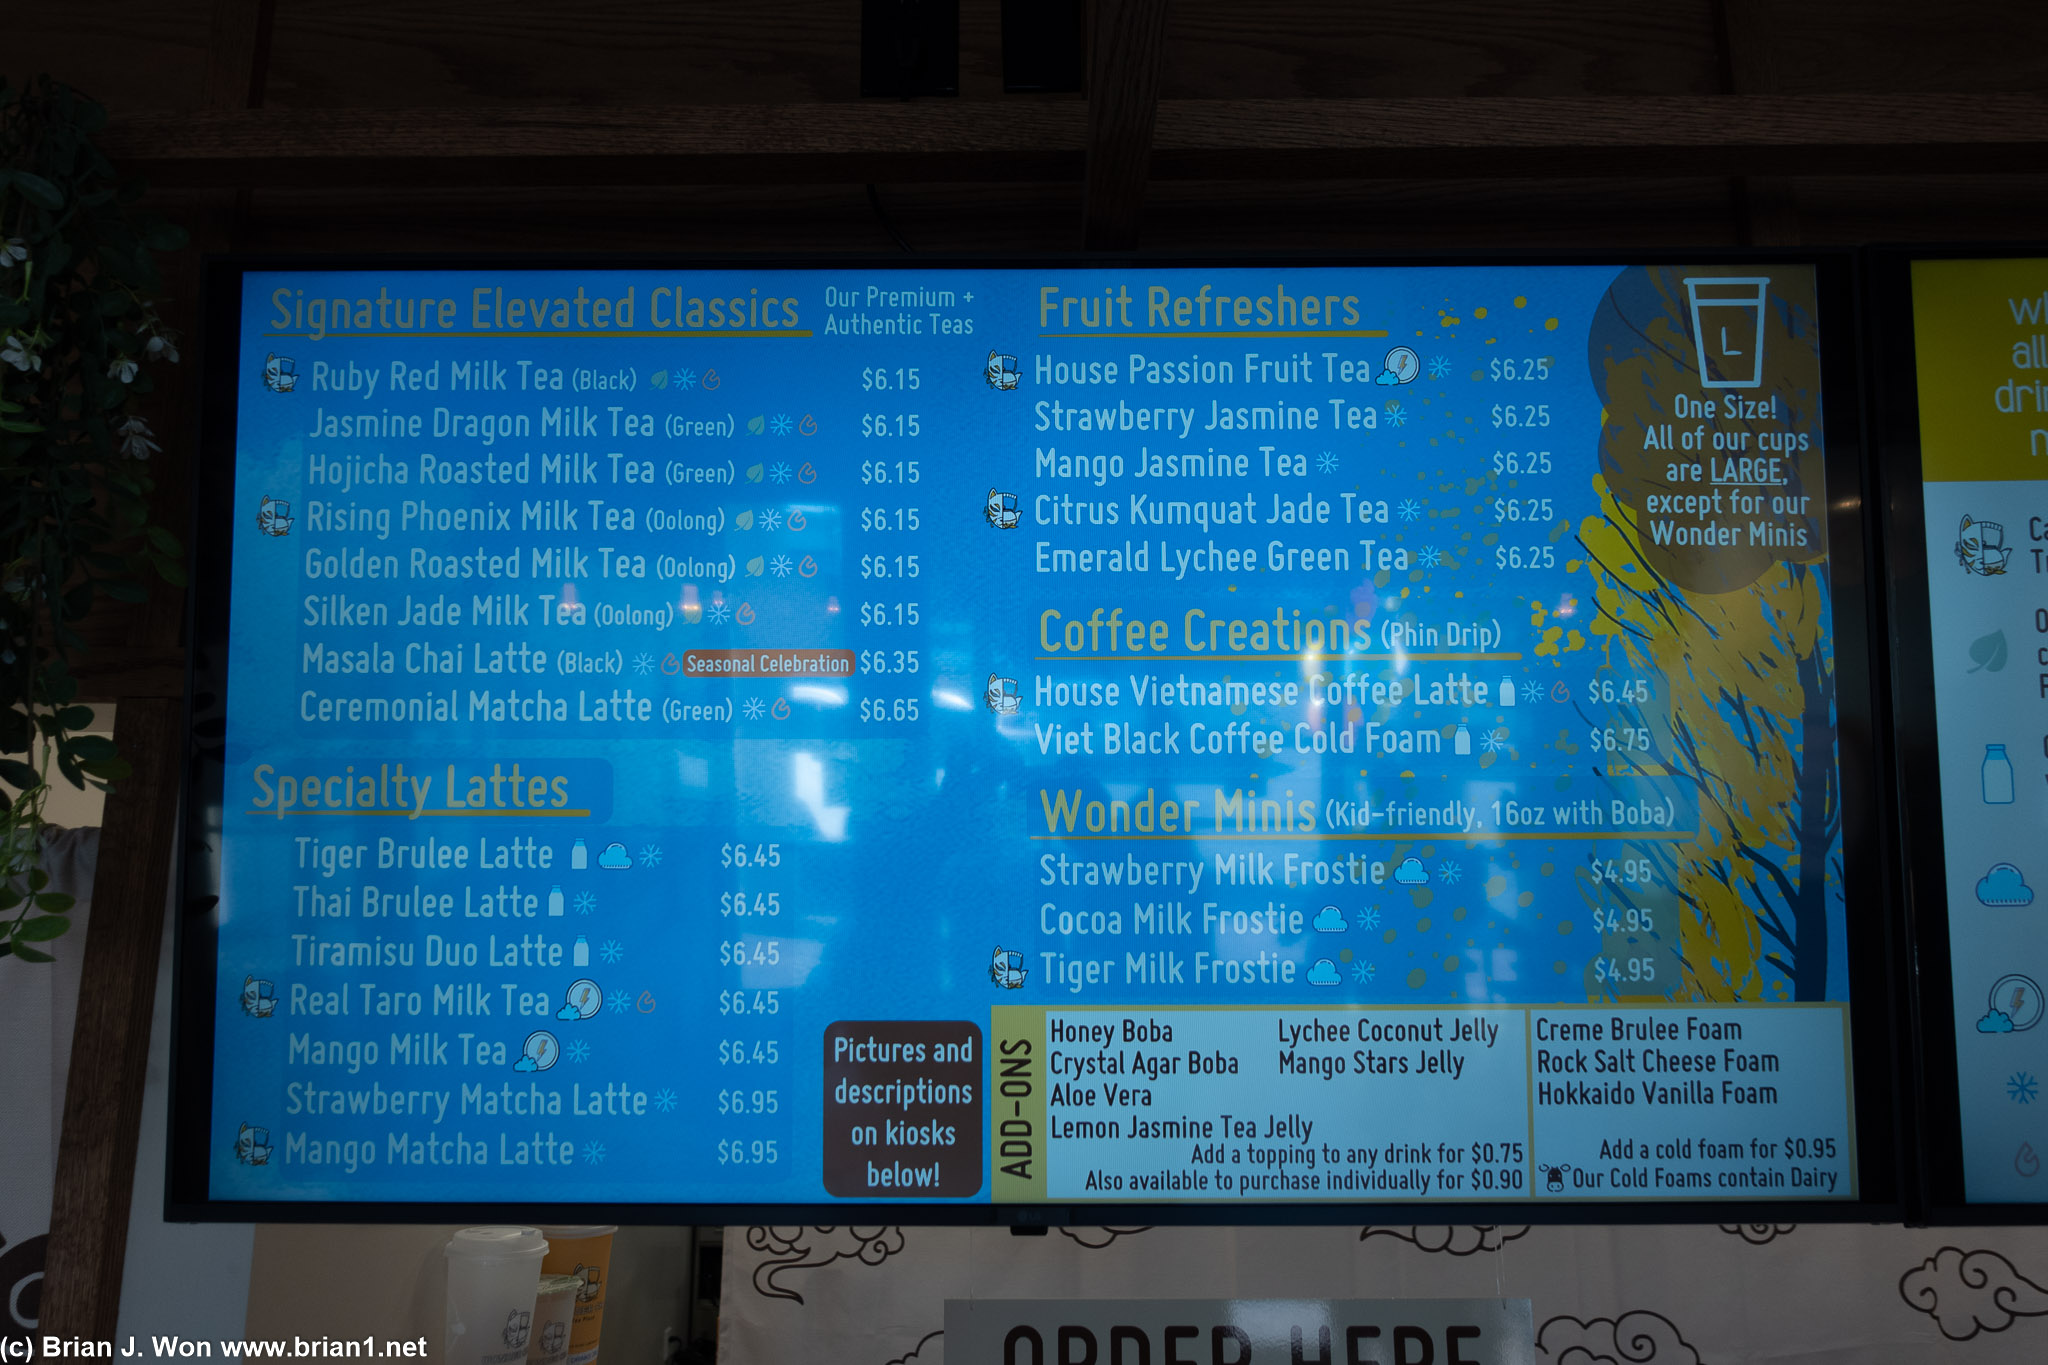 Signature Elevated Classics
Our Premium +
Authentic Teas
Ruby Red Milk Tea (Black) $6.15
Jasmine Dragon Milk Tea (Green) $6.15
Hojicha Roasted Milk Tea (Green) $6.15
Rising Phoenix Milk Tea (Oolong) $6.15
Golden Roasted Milk Tea (Oolong) $6.15
Silken Jade Milk Tea (Oolong) $6.15
Masala Chai Latte (Black) Seasonal Celebration $6.35
Ceremonial Matcha Latte (Green) $6.65
Specialty Lattes
Tiger Brulee Latte $6.45
Thai Brulee Latte $6.45
Tiramisu Duo Latte $6.45
Real Taro Milk Tea $6.45
Mango Milk Tea $6.45
Strawberry Matcha Latte $6.95
Mango Matcha Latte $6.95
Pictures and
descriptions
on kiosks
below!
Fruit Refreshers
House Passion Fruit Tea $6.25
Strawberry Jasmine Tea $6.25
Mango Jasmine Tea $6.25
Citrus Kumquat Jade Tea $6.25
Emerald Lychee Green Tea $6.25
L
One Size!
All of our cups
are LARGE,
except for our
Wonder Minis
Coffee Creations (Phin Drip)
House Vietnamese Coffee Latte $6.45
Viet Black Coffee Cold Foam $6.75
Wonder Minis (Kid-friendly, 16oz with Boba)
Strawberry Milk Frostie $4.95
Cocoa Milk Frostie $4.95
Tiger Milk Frostie $4.95
ADD-ONS
Honey Boba Lychee Coconut Jelly
Crystal Agar Boba Mango Stars Jelly
Aloe Vera
Lemon Jasmine Tea Jelly
Add a topping to any drink for $0.75
Also available to purchase individually for $0.90
Creme Brulee Foam
Rock Salt Cheese Foam
Hokkaido Vanilla Foam
Add a cold foam for $0.95
Our Cold Foams contain Dairy
ORDER HERE
(c) Brian J. Won www.brian1.net